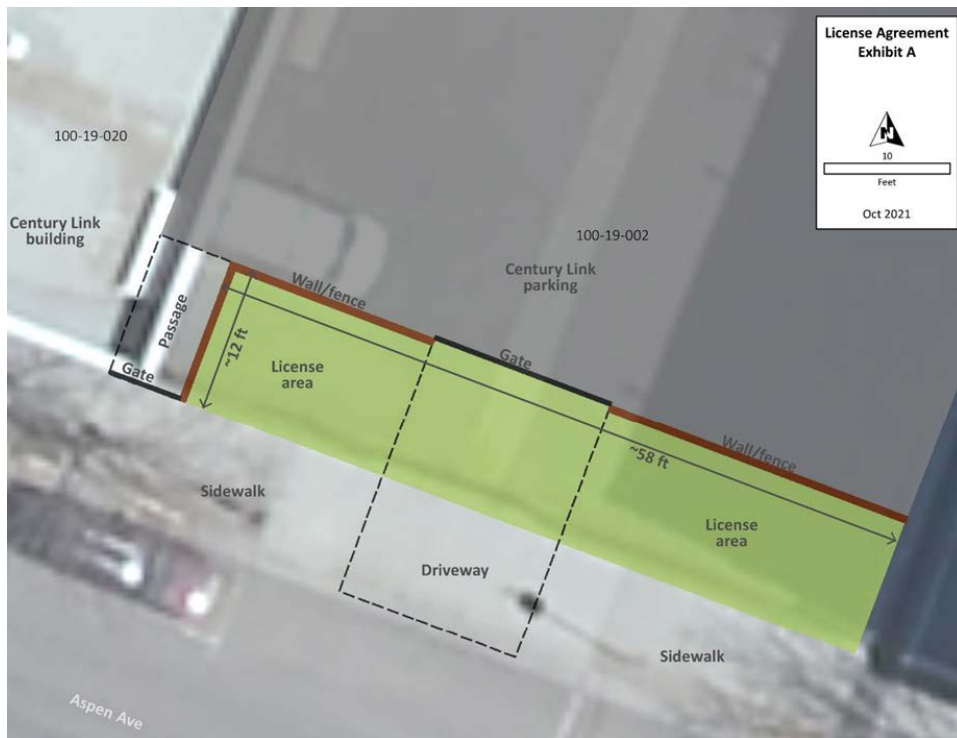 License Agreement
Exhibit A
N
10
Feet
Oct 2021
100-19-020
Century Link
building
100-19-002
Century Link
parking
Wall/fence
Passage
Gate
~12 ft
Gate
License
area
~58 ft
Wall/fence
Sidewalk
License
area
Driveway
Sidewalk
Aspen Ave